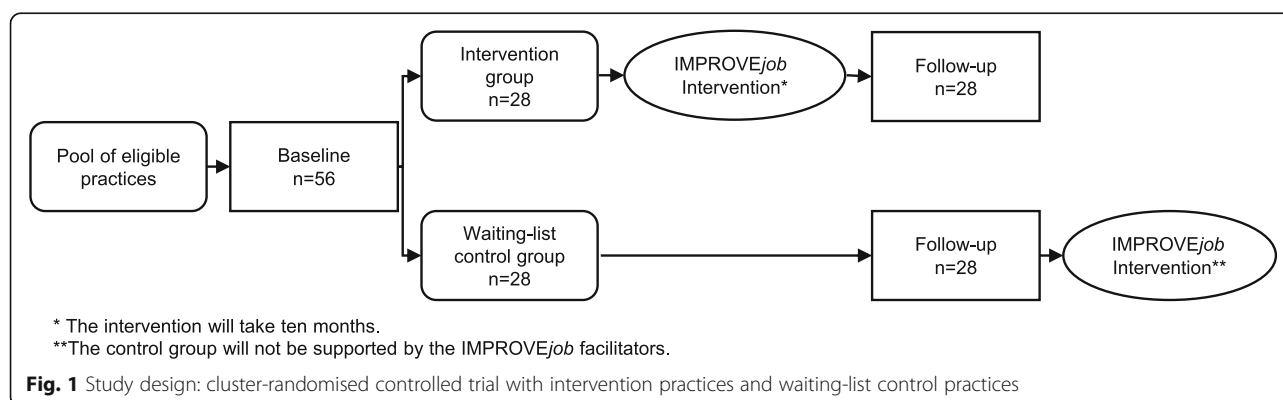 Pool of eligible
practices
Baseline
n=56
Intervention
group
n=28
IMPROVEjob
Intervention*
Follow-up
n=28
Waiting-list
control group
n=28
Follow-up
n=28
IMPROVEjob
Intervention**
* The intervention will take ten months.
**The control group will not be supported by the IMPROVEjob facilitators.
Fig. 1 Study design: cluster-randomised controlled trial with intervention practices and waiting-list control practices